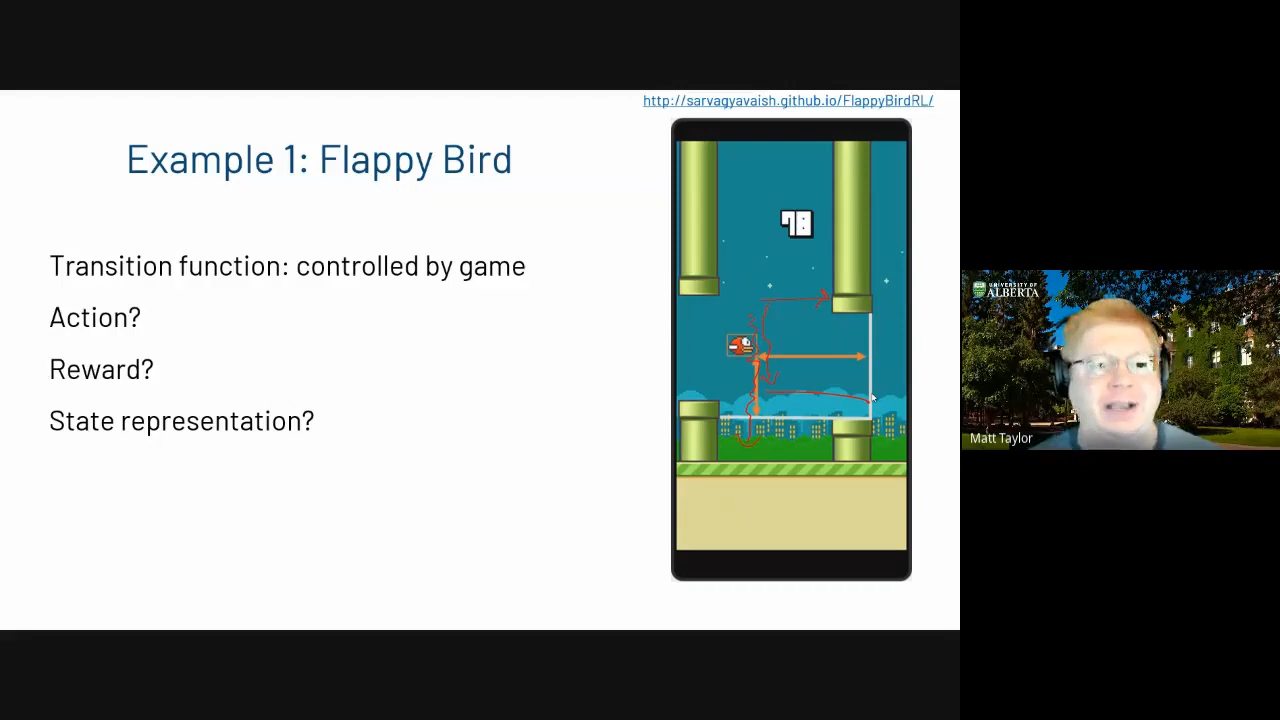 http://sarvagyavaish.github.io/FlappyBirdRL/
Example 1: Flappy Bird
Transition function: controlled by game
Action?
Reward?
State representation?
UNIVERSITY OF
ALBERTA
Matt Taylor